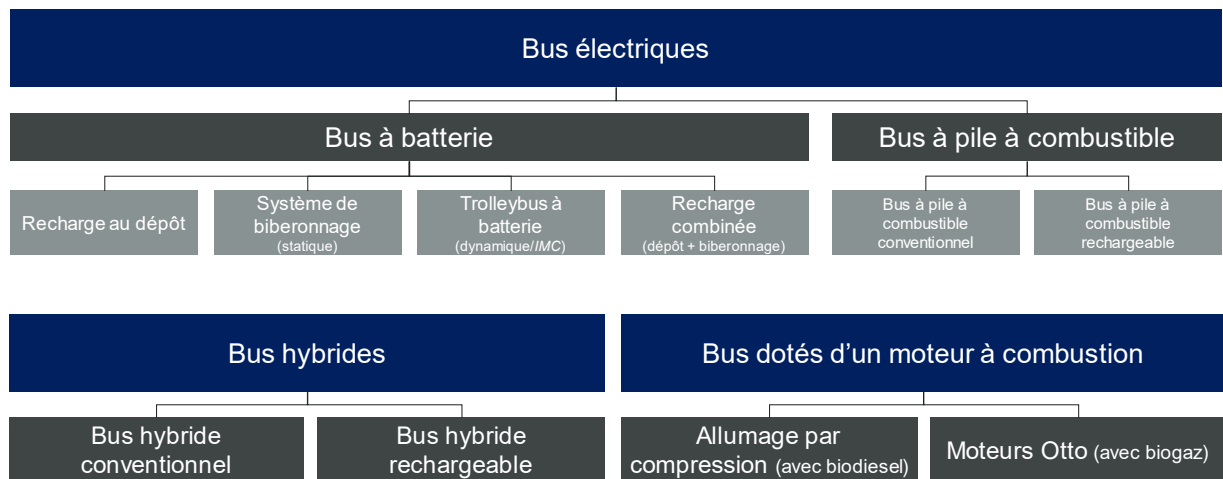 Bus électriques
Bus à batterie
Bus à pile à combustible
Recharge au dépôt
Système de
biberonnage
(statique)
Trolleybus à
batterie
(dynamique/IMC)
Recharge
combinée
(dépôt + biberonnage)
Bus à pile à
combustible
conventionnel
Bus à pile à
combustible
rechargeable
Bus hybrides
Bus dotés d’un moteur à combustion
Bus hybride
conventionnel
Bus hybride
rechargeable
Allumage par
compression (avec biodiesel)
Moteurs Otto (avec biogaz)